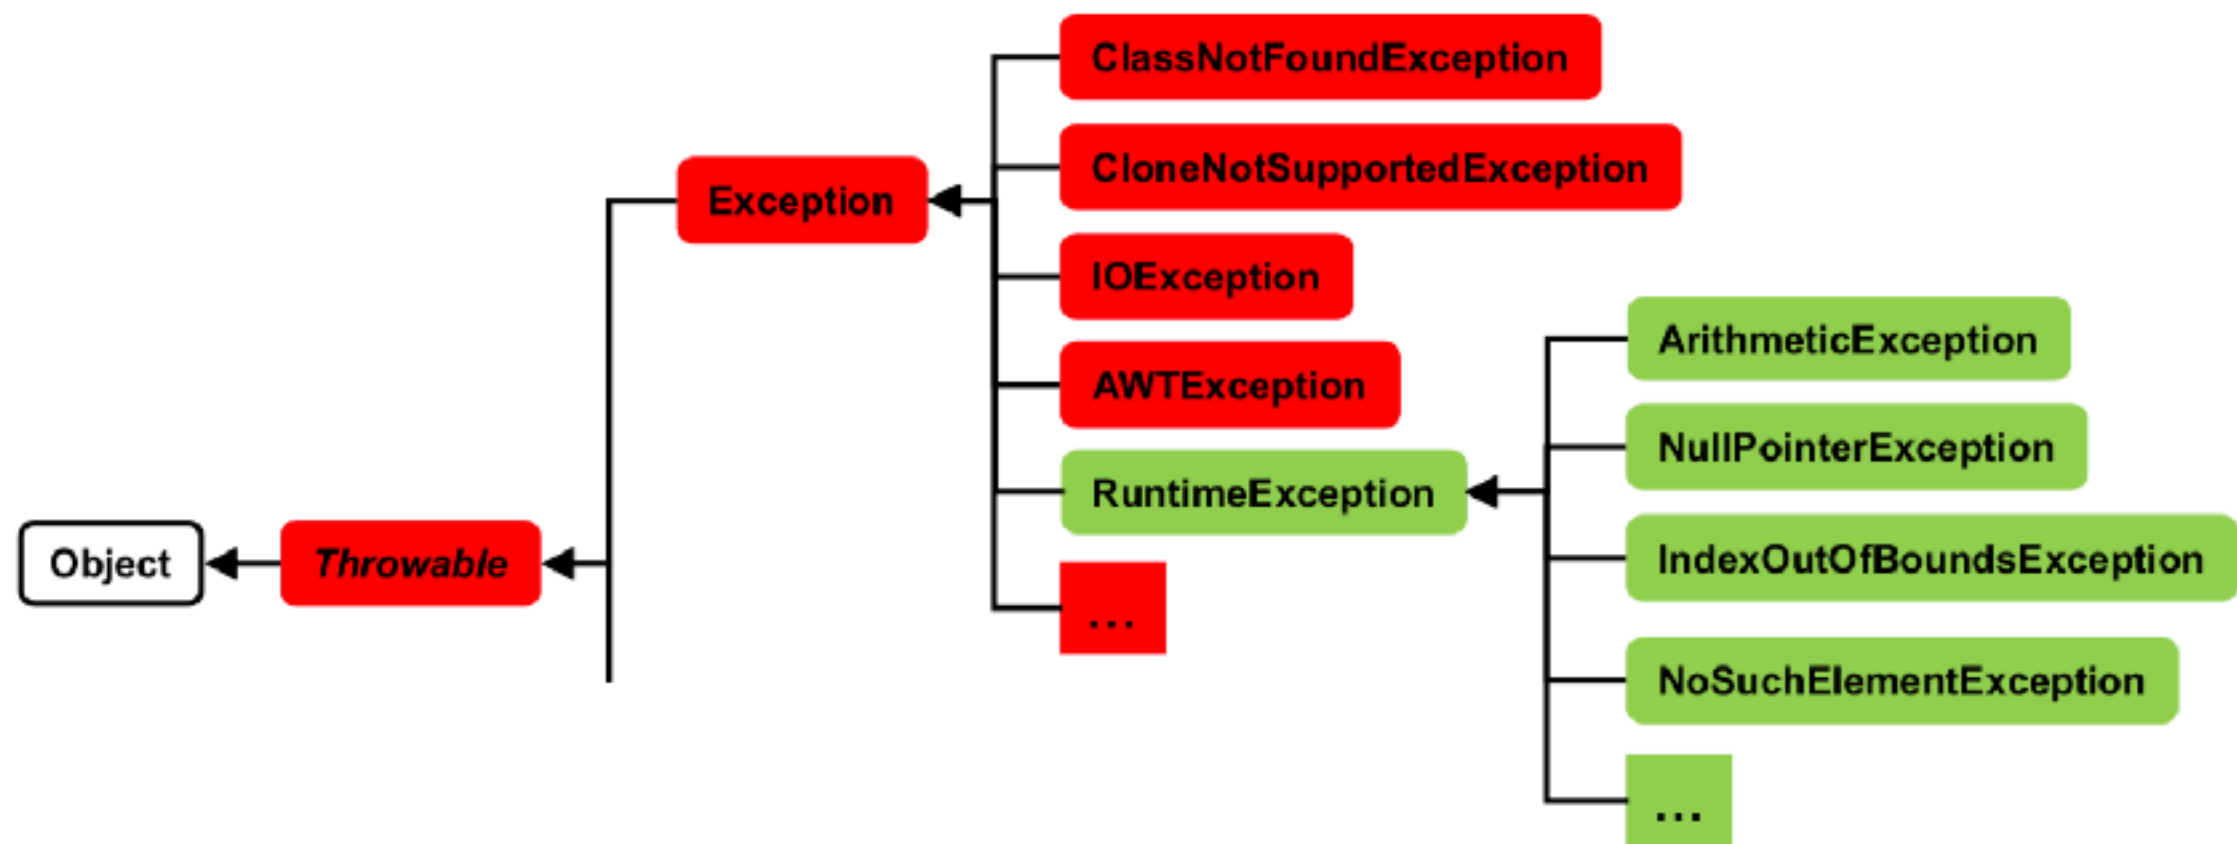 ClassNotFoundException
CloneNotSupportedException
Exception
IOException
ArithmeticException
AWTException
NullPointerException
RuntimeException
Object
Throwable
IndexOutOfBoundsException
...
NoSuchElementException
...